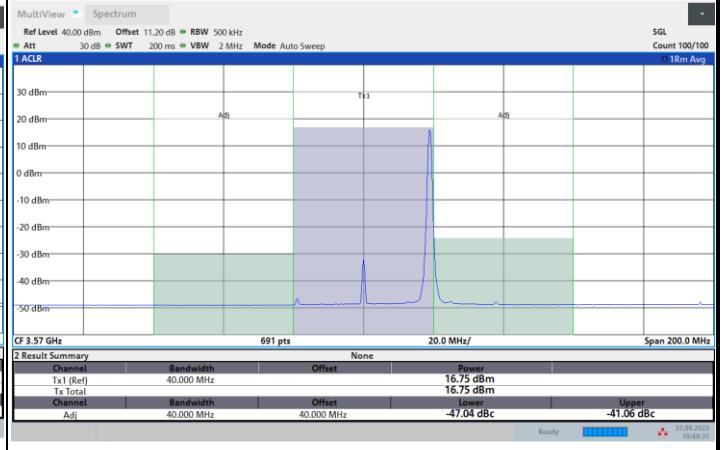 MultiView Spectrum
Ref Level 40.00 dBm Offset 11.20 dB RBW 500 kHz SGL
Att 30 dB SWT 200 ms VBW 2 MHz Mode Auto Sweep Count 100/100
1 ACLR 1Rm Avg
Tx1
Adj Adj
30 dBm
20 dBm
10 dBm
0 dBm
-10 dBm
-20 dBm
-30 dBm
-40 dBm
-50 dBm
CF 3.57 GHz 691 pts 20.0 MHz/ Span 200.0 MHz
2 Result Summary None
Channel Bandwidth Offset Power
Tx1 (Ref) 40.000 MHz 16.75 dBm
Tx Total 16.75 dBm
Channel Bandwidth Offset Lower Upper
Adj 40.000 MHz 40.000 MHz -47.04 dBc -41.06 dBc
Ready 27.09.2022
10:49:37